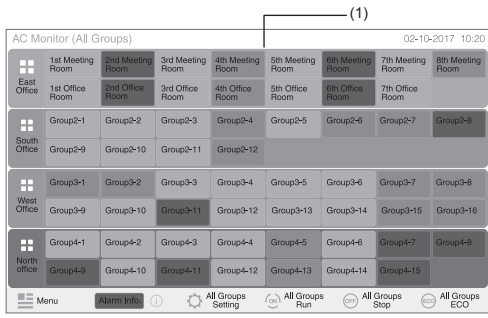 (1)
AC Monitor (All Groups) 02-10-2017 10:20
East Office
1st Meeting Room 2nd Meeting Room 3rd Meeting Room 4th Meeting Room 5th Meeting Room 6th Meeting Room 7th Meeting Room 8th Meeting Room
1st Office Room 2nd Office Room 3rd Office Room 4th Office Room 5th Office Room 6th Office Room 7th Office Room
South Office
Group2-1 Group2-2 Group2-3 Group2-4 Group2-5 Group2-6 Group2-7 Group2-8
Group2-9 Group2-10 Group2-11 Group2-12
West Office
Group3-1 Group3-2 Group3-3 Group3-4 Group3-5 Group3-6 Group3-7 Group3-8
Group3-9 Group3-10 Group3-11 Group3-12 Group3-13 Group3-14 Group3-15 Group3-16
North office
Group4-1 Group4-2 Group4-3 Group4-4 Group4-5 Group4-6 Group4-7 Group4-8
Group4-9 Group4-10 Group4-11 Group4-12 Group4-13 Group4-14 Group4-15
Menu Alarm Info. i All Groups Setting ON All Groups Run OFF All Groups Stop ECO All Groups ECO